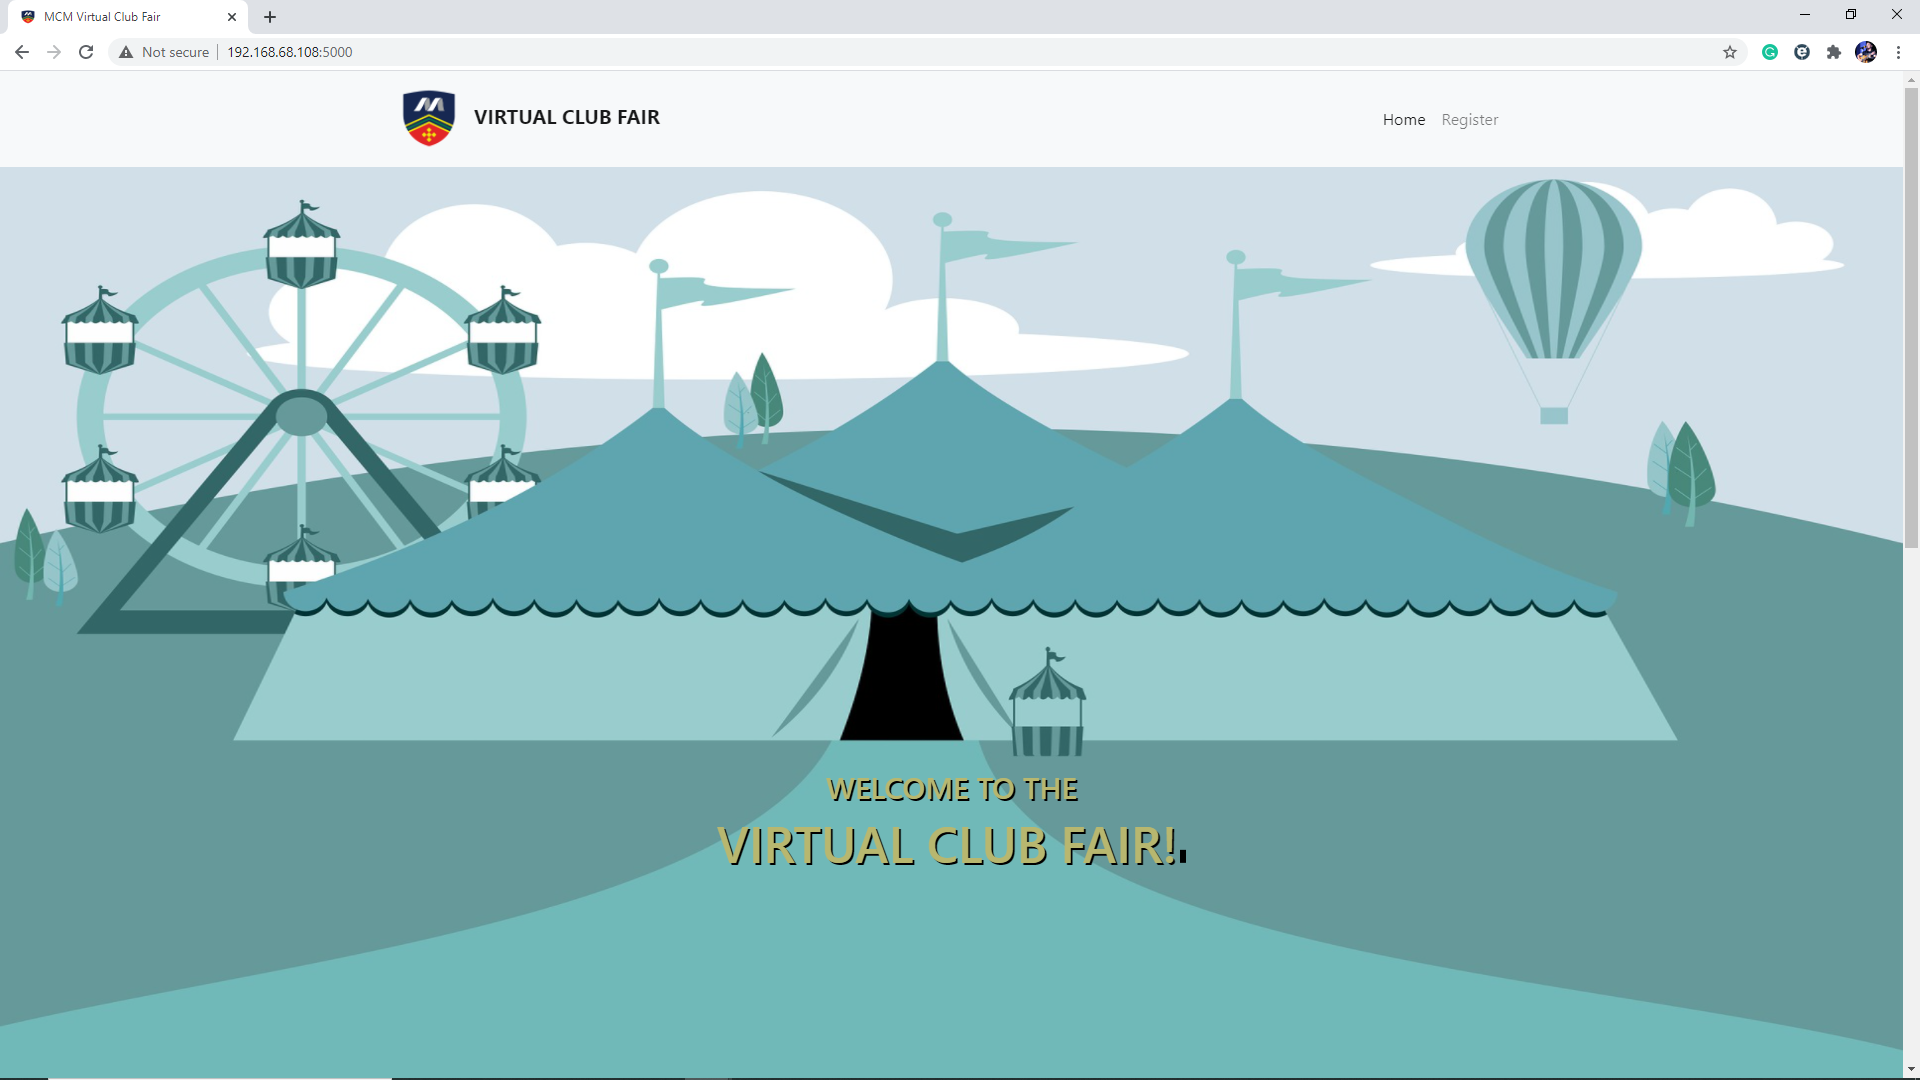 MCM Virtual Club Fair
Not secure
192.168.68.108:5000
VIRTUAL CLUB FAIR
Home
Register
WELCOME TO THE
VIRTUAL CLUB FAIR!